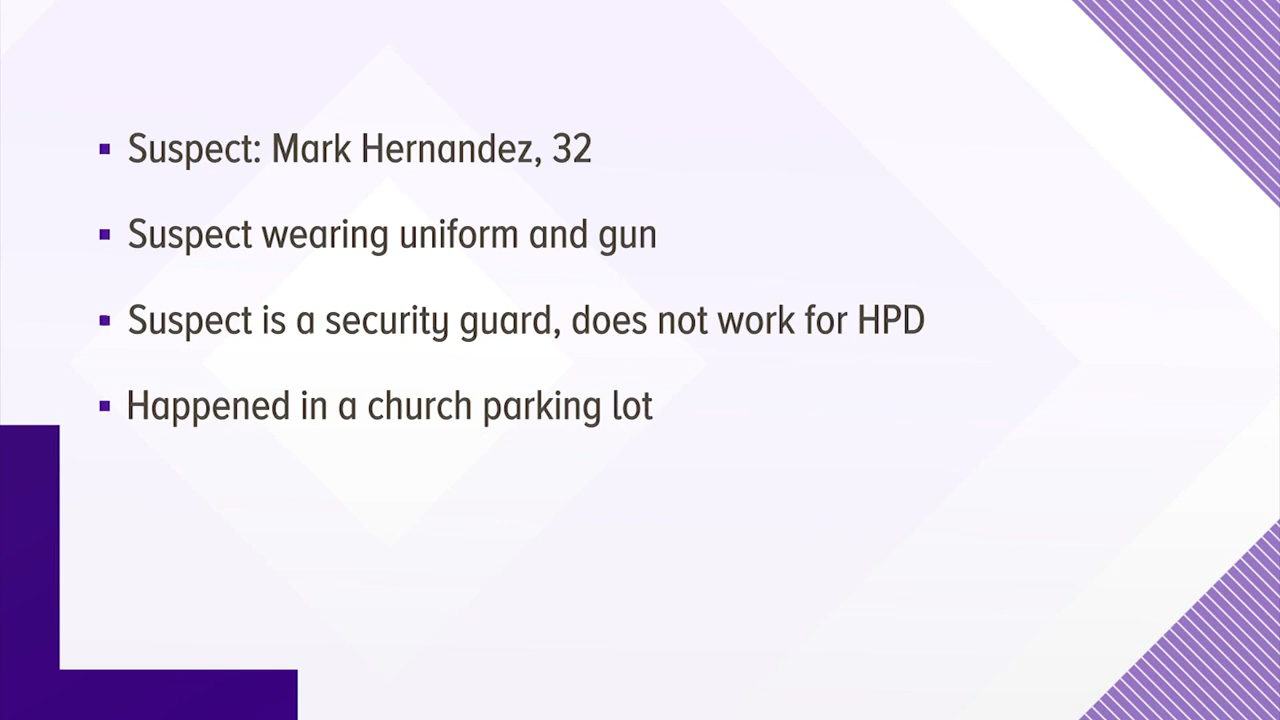 ▪ Suspect: Mark Hernandez, 32
▪ Suspect wearing uniform and gun
▪ Suspect is a security guard, does not work for HPD
▪ Happened in a church parking lot